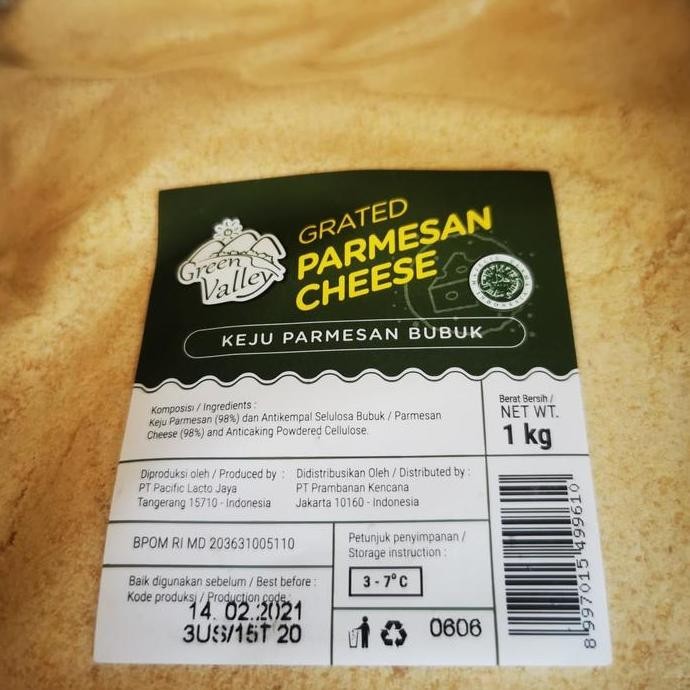 Green
Valley
GRATED
PARMESAN
CHEESE
KEJU PARMESAN BUBUK
Komposisi / Ingredients :
Keju Parmesan (98%) dan Antikempal Selulosa Bubuk / Parmesan
Cheese (98%) and Anticaking Powdered Cellulose.
Berat Bersih /
NET WT.
1 kg
Diproduksi oleh / Produced by :
PT Pacific Lacto Jaya
Tangerang 15710 - Indonesia
Didistribusikan Oleh / Distributed by :
PT Prambanan Kencana
Jakarta 10160 - Indonesia
BPOM RI MD 203631005110
Petunjuk penyimpanan /
Storage instruction :
3 - 7°C
Baik digunakan sebelum / Best before :
Kode produksi / Production code :
14. 02.2021
3US/15T 20
0606
8 997015 499610